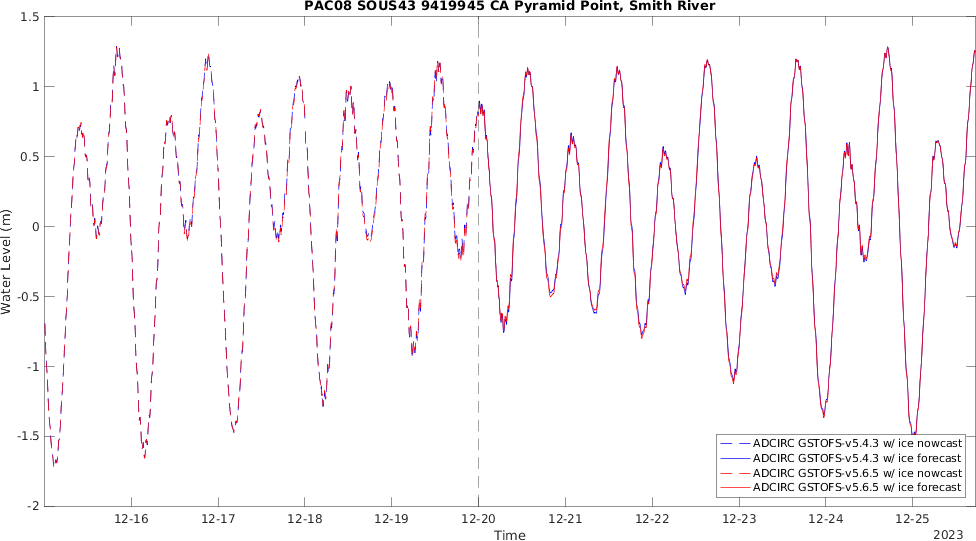 PAC08 SOUS43 9419945 CA Pyramid Point, Smith River
1.5
1
0.5
0
-0.5
-1
-1.5
-2
Water Level (m)
12-16
12-17
12-18
12-19
12-20
12-21
12-22
12-23
12-24
12-25
2023
Time
ADCIRC GSTOFS-v5.4.3 w/ ice nowcast
ADCIRC GSTOFS-v5.4.3 w/ ice forecast
ADCIRC GSTOFS-v5.6.5 w/ ice nowcast
ADCIRC GSTOFS-v5.6.5 w/ ice forecast